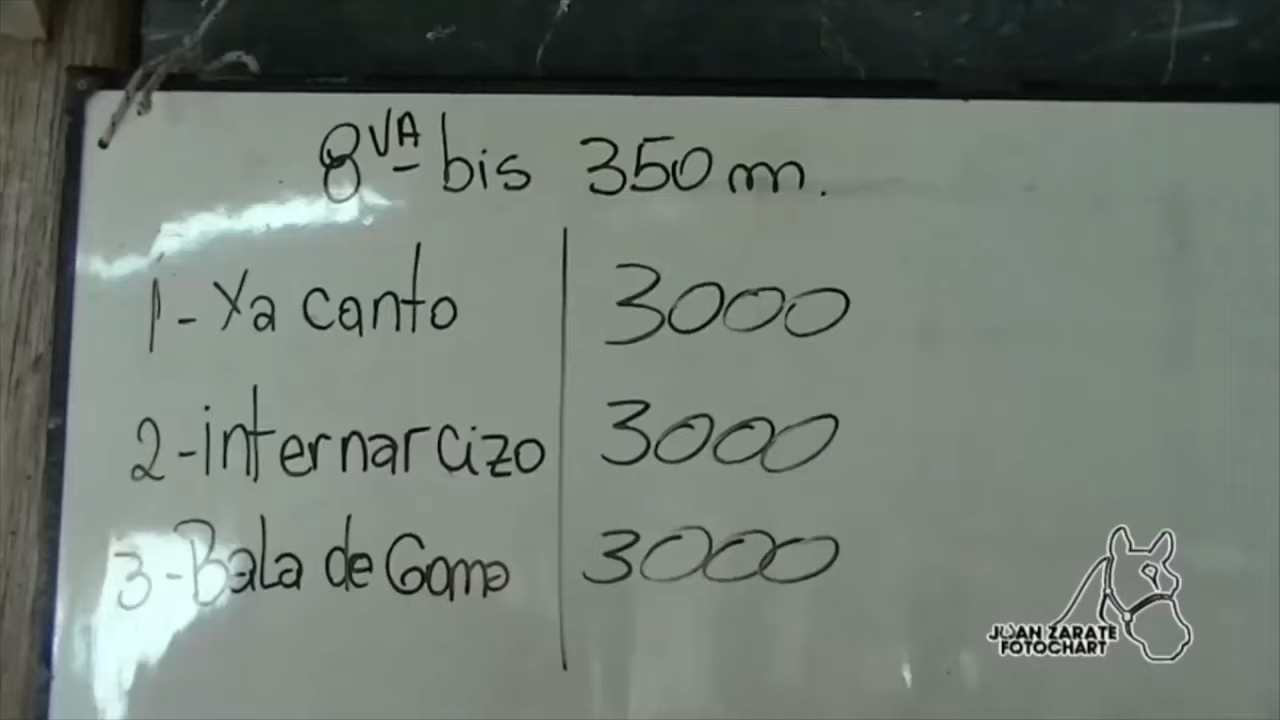 8VA bis 350 m.
1- Ya canto 3000
2- internarcizo 3000
3- Bala de Goma 3000
JUAN ZARATE
FOTOCHART